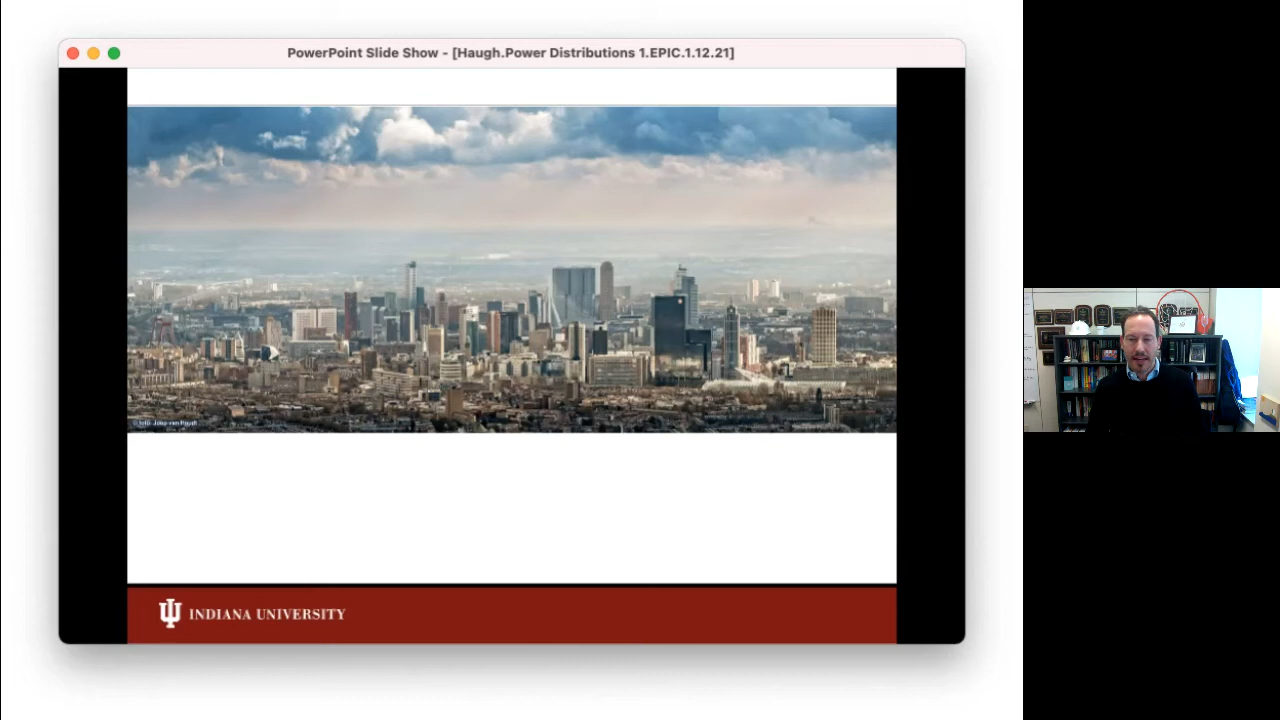 PowerPoint Slide Show - [Haugh.Power Distributions 1.EPIC.1.12.21]
INDIANA UNIVERSITY